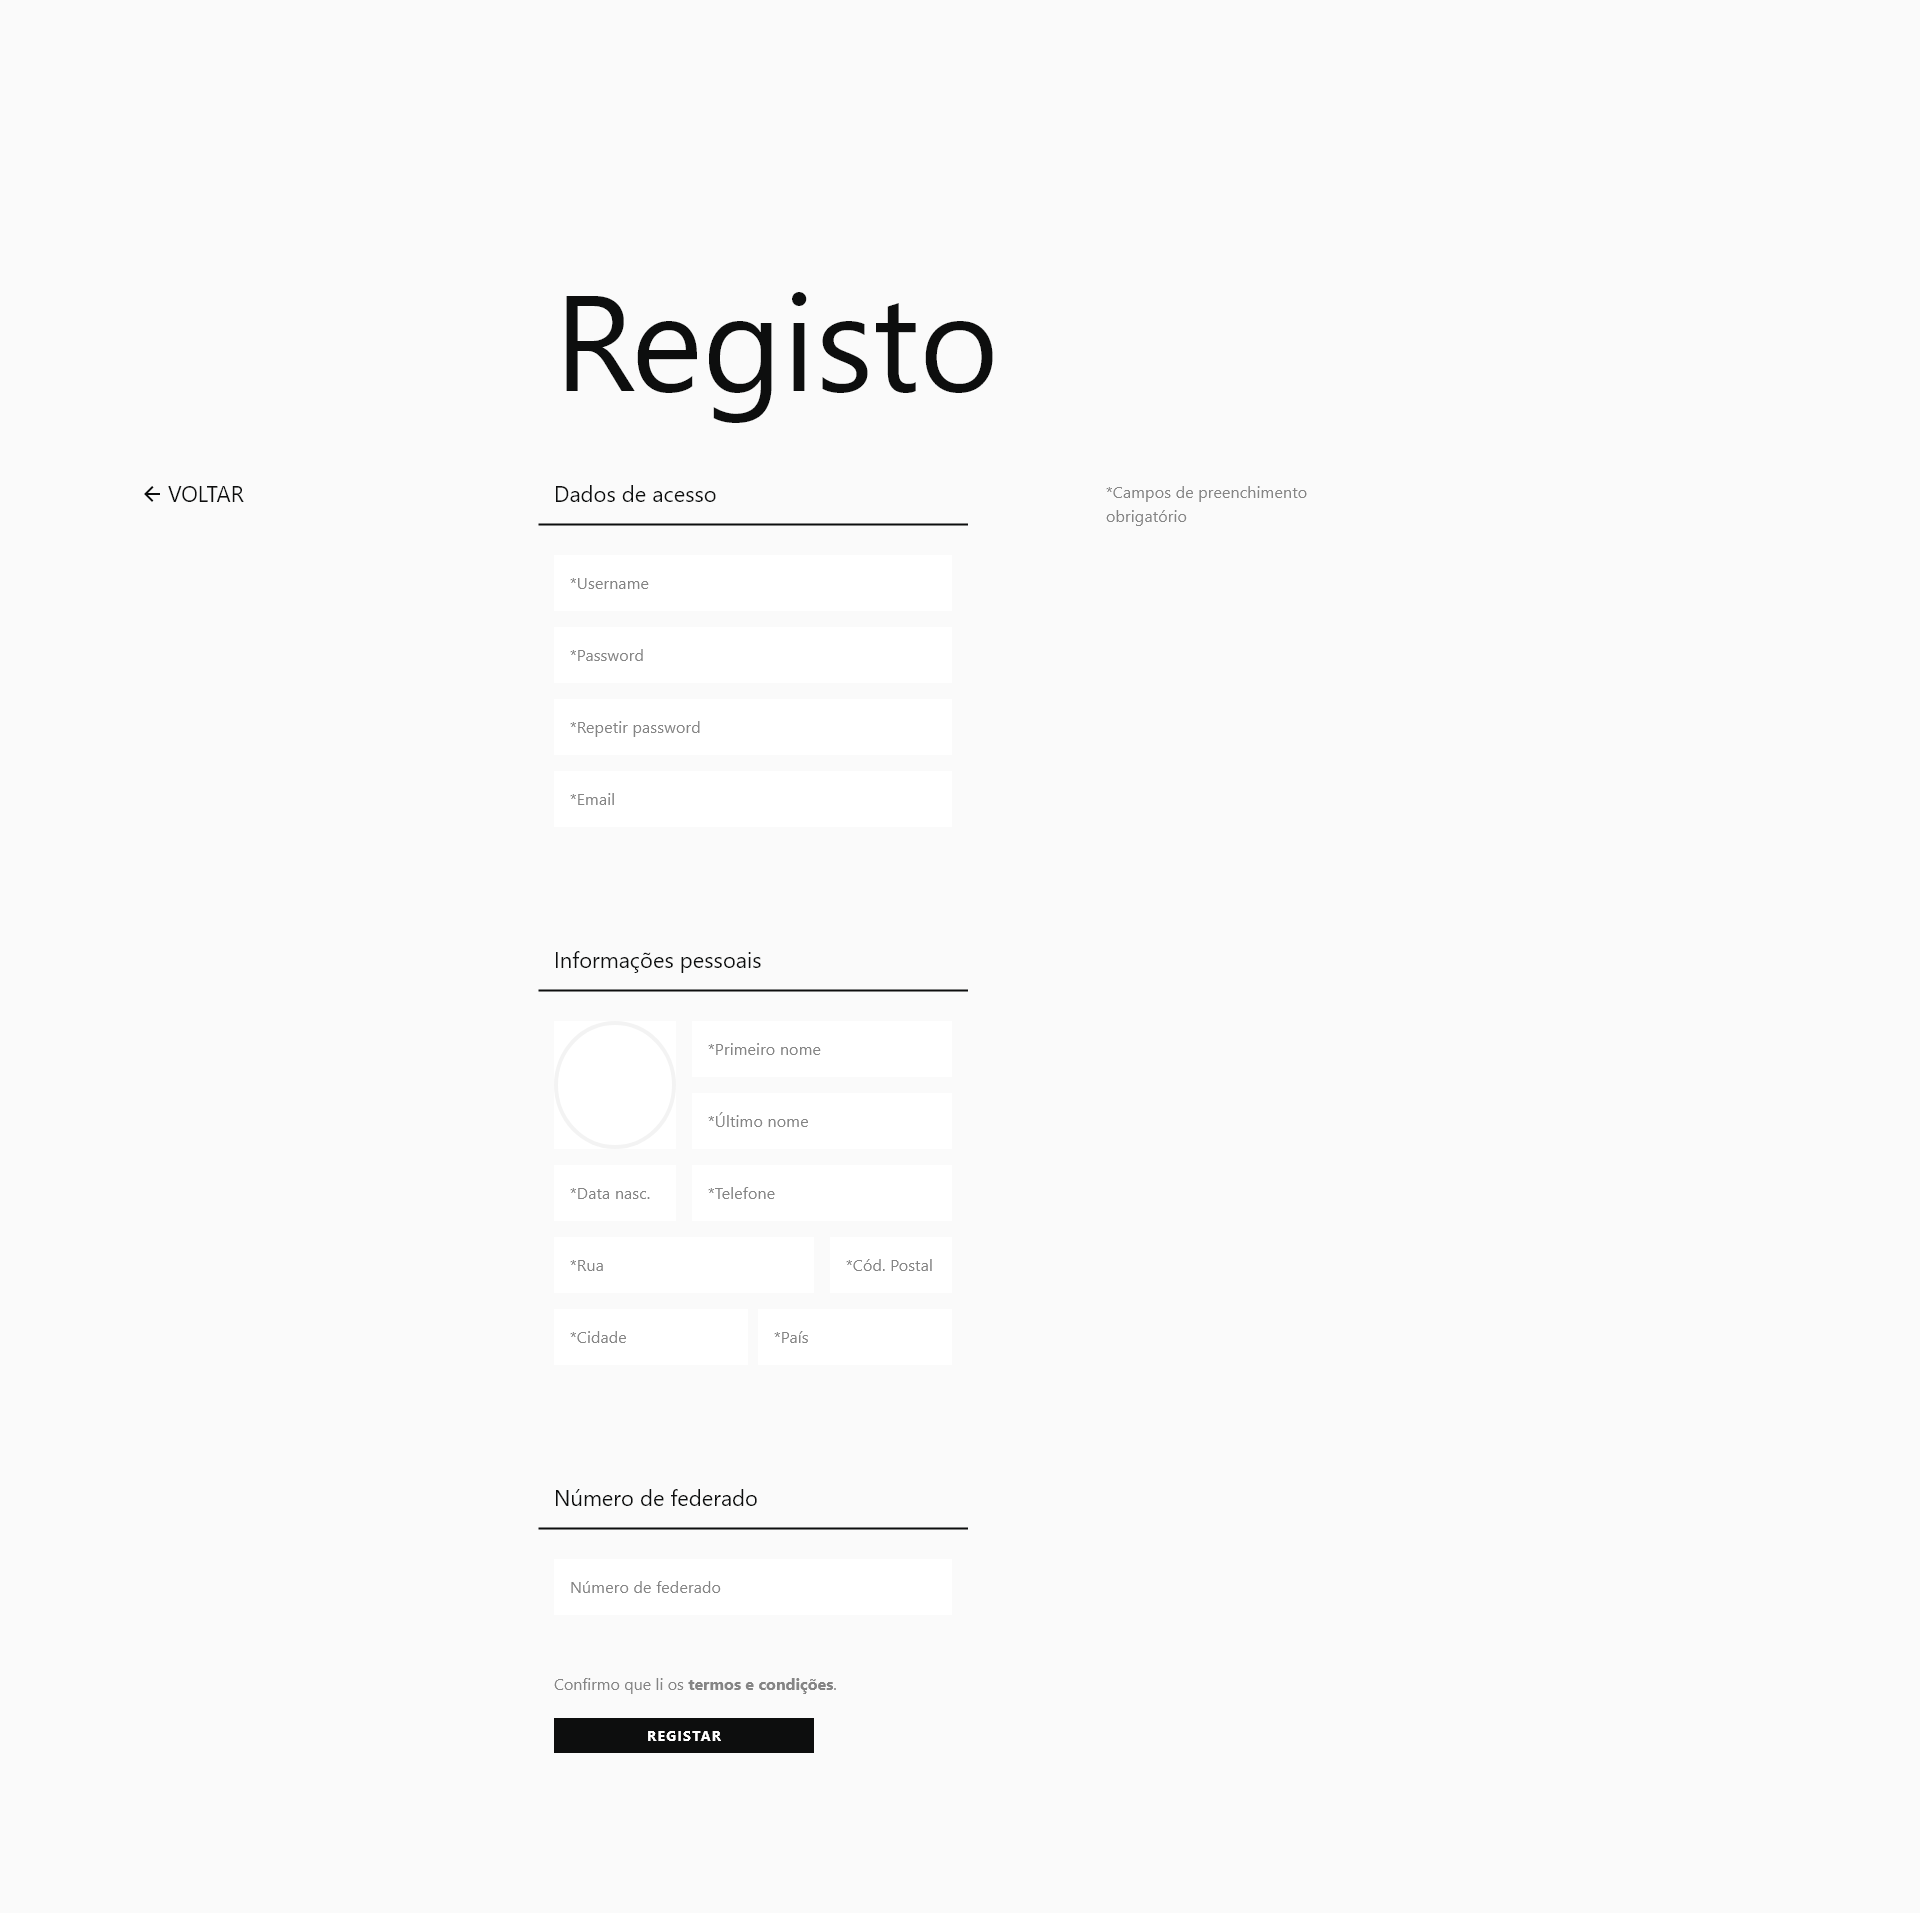 Registo
← VOLTAR
Dados de acesso
*Campos de preenchimento
obrigatório
*Username
*Password
*Repetir password
*Email
Informações pessoais
*Primeiro nome
*Último nome
*Data nasc.
*Telefone
*Rua
*Cód. Postal
*Cidade
*País
Número de federado
Número de federado
Confirmo que li os termos e condições.
REGISTAR